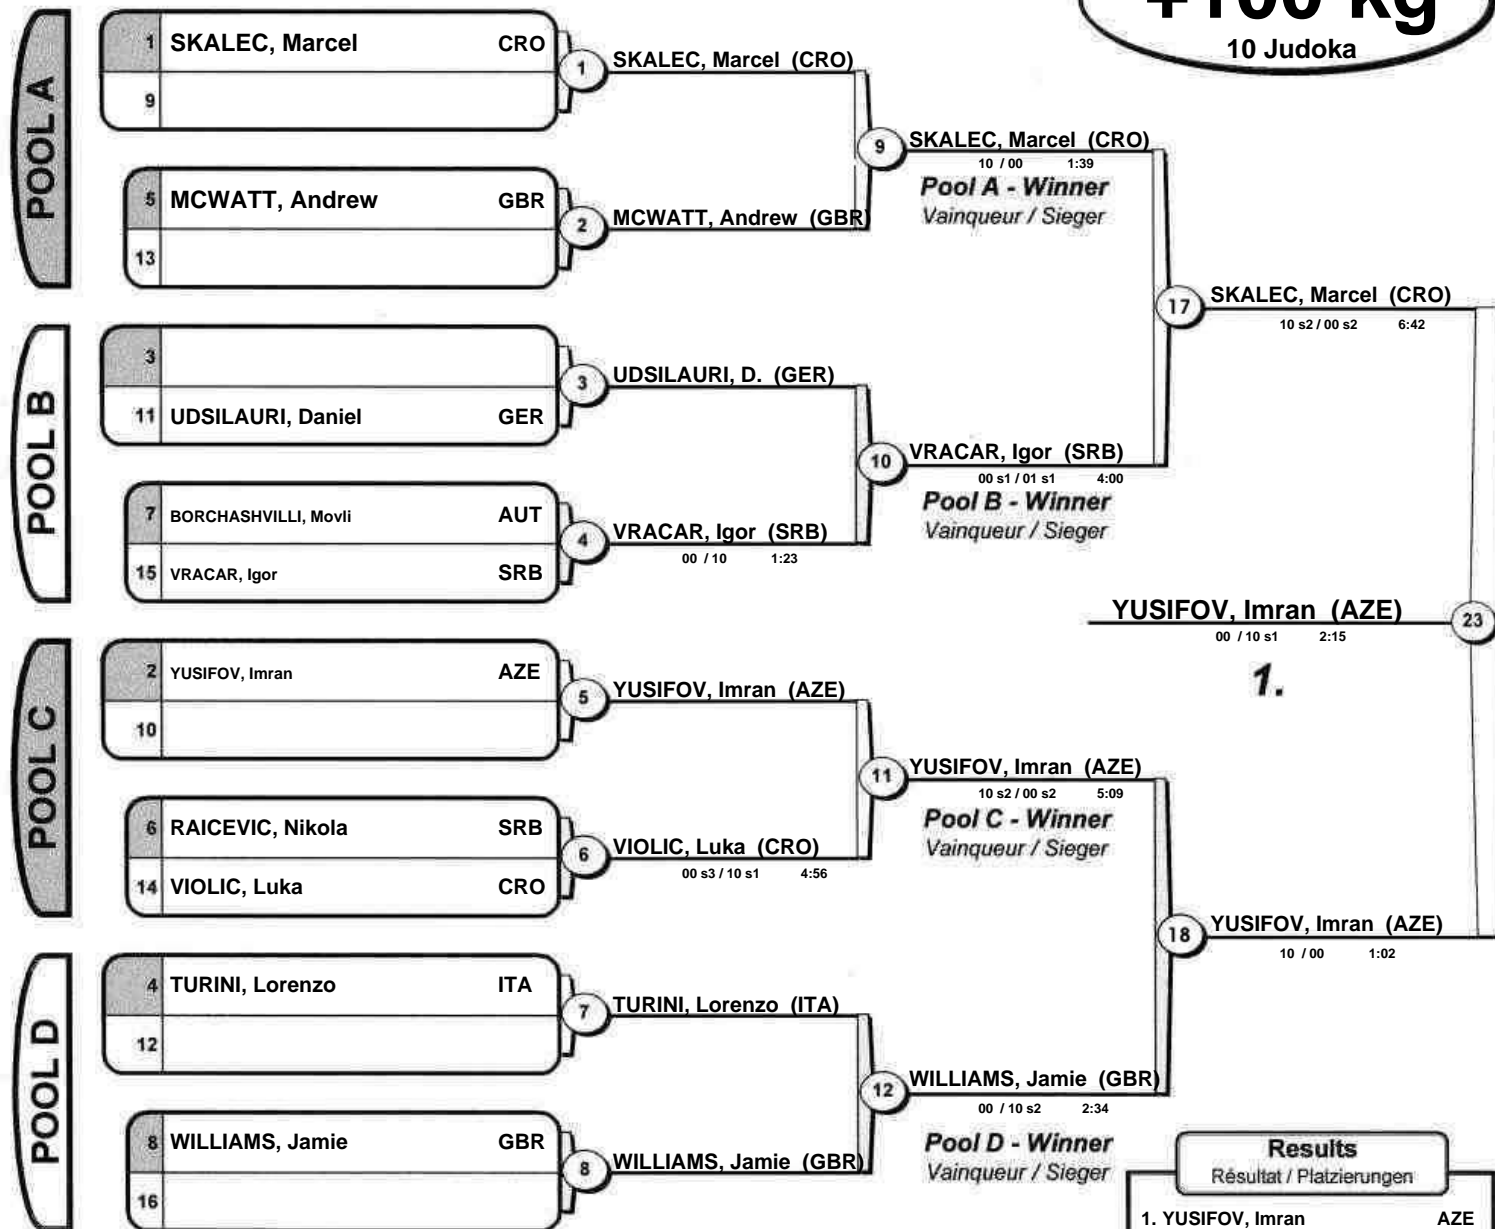 +100 kg
10 Judoka
POOL A
1 SKALEC, Marcel CRO
9
1 SKALEC, Marcel (CRO)
5 MCWATT, Andrew GBR
13
2 MCWATT, Andrew (GBR)
9 SKALEC, Marcel (CRO)
10 / 00 1:39
Pool A - Winner
Vainqueur / Sieger
POOL B
3
11 UDSILAURI, Daniel GER
3 UDSILAURI, D. (GER)
7 BORCHASHVILLI, Movli AUT
15 VRACAR, Igor SRB
4 VRACAR, Igor (SRB)
00 / 10 1:23
10 VRACAR, Igor (SRB)
00 s1 / 01 s1 4:00
Pool B - Winner
Vainqueur / Sieger
17 SKALEC, Marcel (CRO)
10 s2 / 00 s2 6:42
POOL C
2 YUSIFOV, Imran AZE
10
5 YUSIFOV, Imran (AZE)
6 RAICEVIC, Nikola SRB
14 VIOLIC, Luka CRO
6 VIOLIC, Luka (CRO)
00 s3 / 10 s1 4:56
11 YUSIFOV, Imran (AZE)
10 s2 / 00 s2 5:09
Pool C - Winner
Vainqueur / Sieger
YUSIFOV, Imran (AZE) 23
00 / 10 s1 2:15
1.
POOL D
4 TURINI, Lorenzo ITA
12
7 TURINI, Lorenzo (ITA)
8 WILLIAMS, Jamie GBR
16
8 WILLIAMS, Jamie (GBR)
12 WILLIAMS, Jamie (GBR)
00 / 10 s2 2:34
Pool D - Winner
Vainqueur / Sieger
18 YUSIFOV, Imran (AZE)
10 / 00 1:02
Results
Résultat / Platzierungen
1. YUSIFOV, Imran AZE